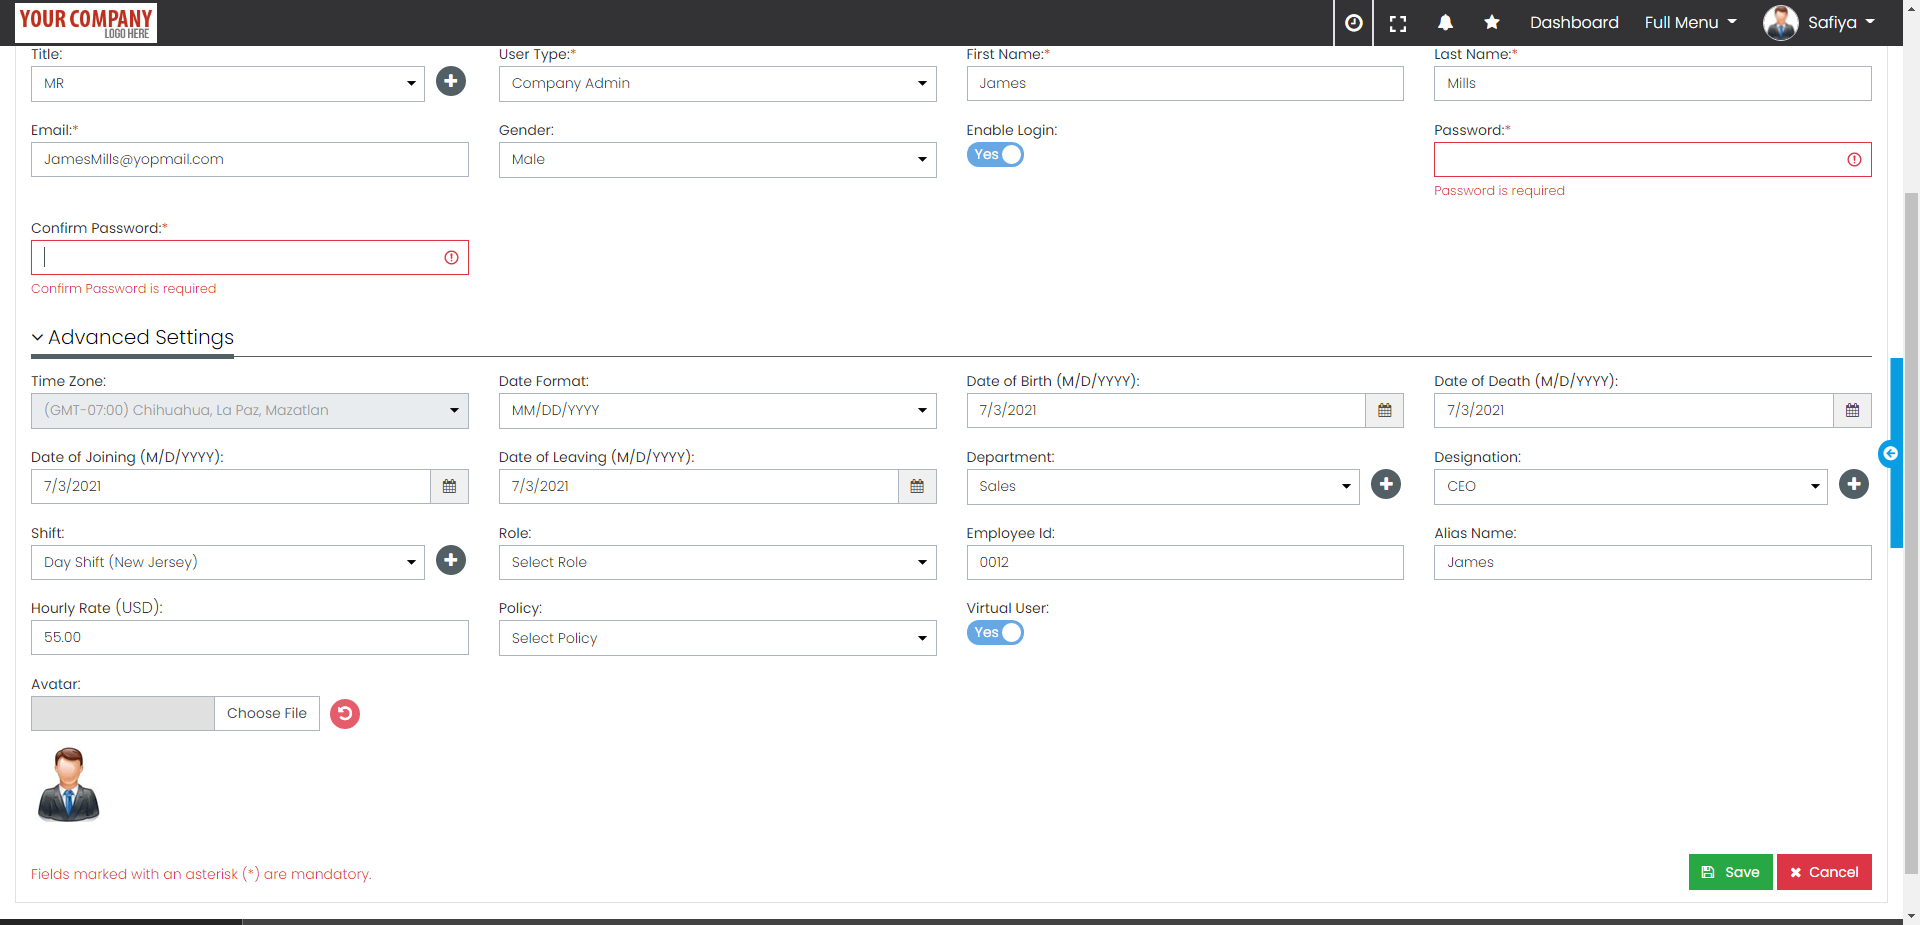 YOUR COMPANY
LOGO HERE
Dashboard
Full Menu
Safiya
Title:
User Type:*
First Name:*
Last Name:*
MR
Company Admin
James
Mills
Email:*
Gender:
Enable Login:
Password:*
JamesMills@yopmail.com
Male
Yes
Password is required
Confirm Password:*
Confirm Password is required
Advanced Settings
Time Zone:
Date Format:
Date of Birth (M/D/YYYY):
Date of Death (M/D/YYYY):
(GMT-07:00) Chihuahua, La Paz, Mazatlan
MM/DD/YYYY
7/3/2021
7/3/2021
Date of Joining (M/D/YYYY):
Date of Leaving (M/D/YYYY):
Department:
Designation:
7/3/2021
7/3/2021
Sales
CEO
Shift:
Role:
Employee Id:
Alias Name:
Day Shift (New Jersey)
Select Role
0012
James
Hourly Rate (USD):
Policy:
Virtual User:
55.00
Select Policy
Yes
Avatar:
Choose File
Fields marked with an asterisk (*) are mandatory.
Save
Cancel